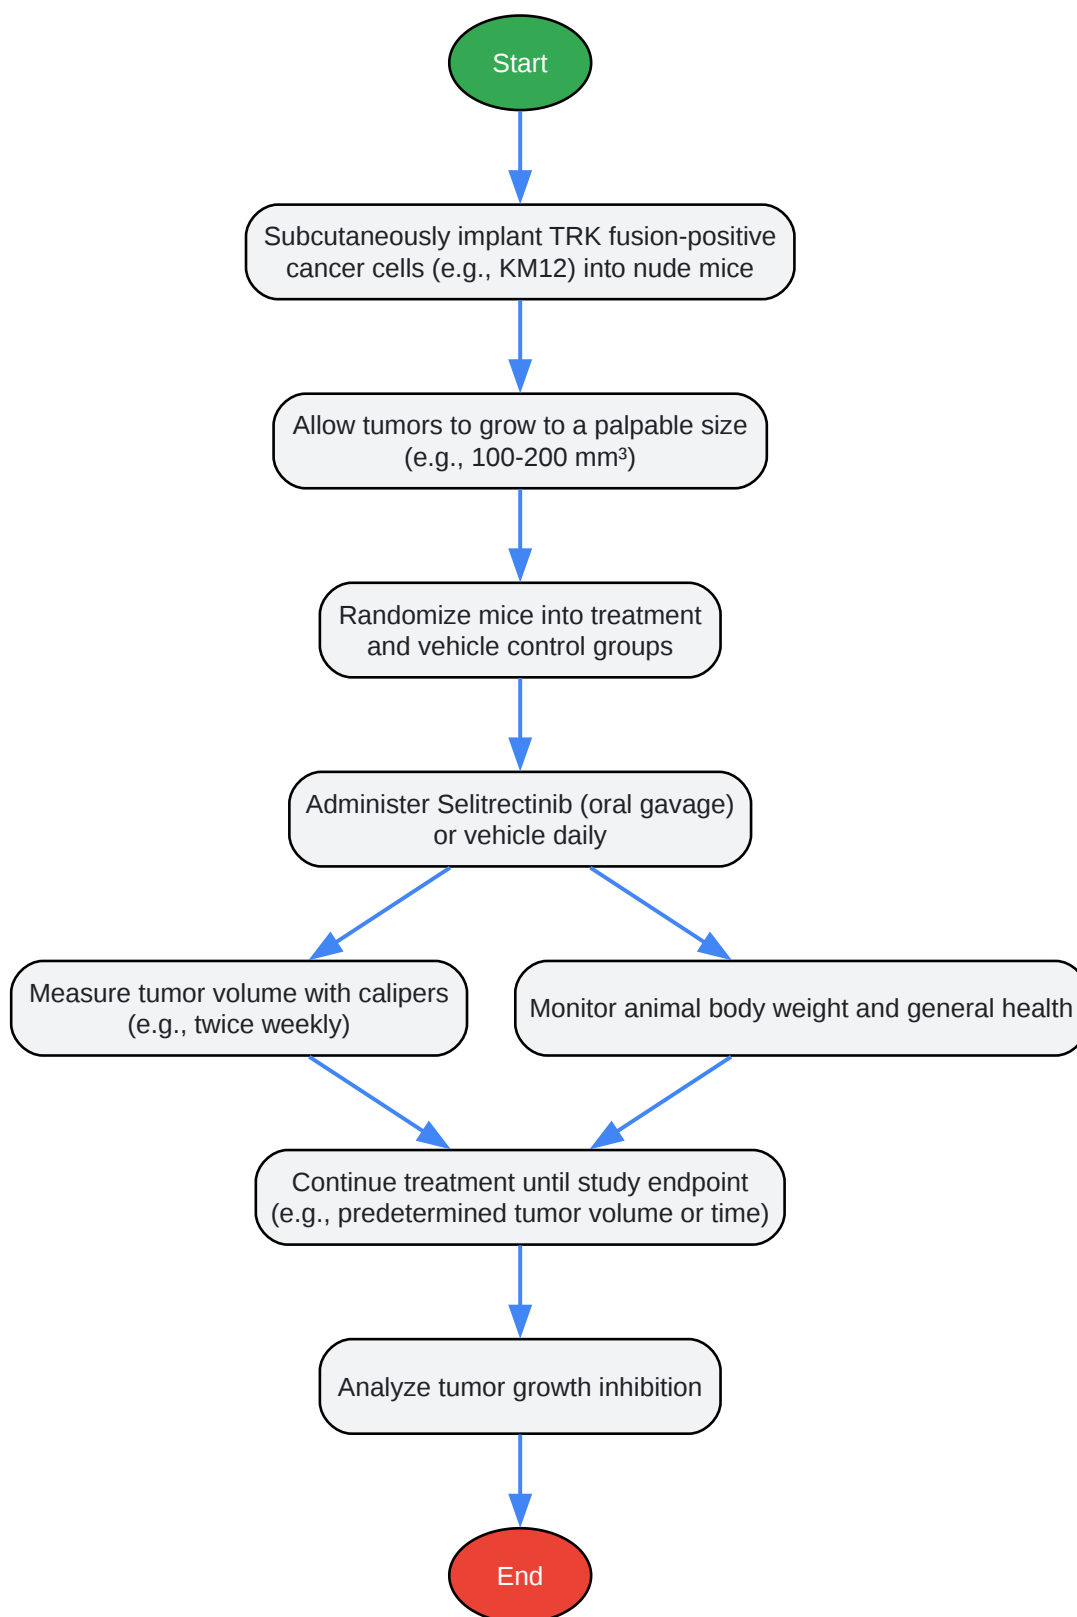 Start
Subcutaneously implant TRK fusion-positive
cancer cells (e.g., KM12) into nude mice
Allow tumors to grow to a palpable size
(e.g., 100-200 mm³)
Randomize mice into treatment
and vehicle control groups
Administer Selitrectinib (oral gavage)
or vehicle daily
Measure tumor volume with calipers
(e.g., twice weekly)
Monitor animal body weight and general health
Continue treatment until study endpoint
(e.g., predetermined tumor volume or time)
Analyze tumor growth inhibition
End